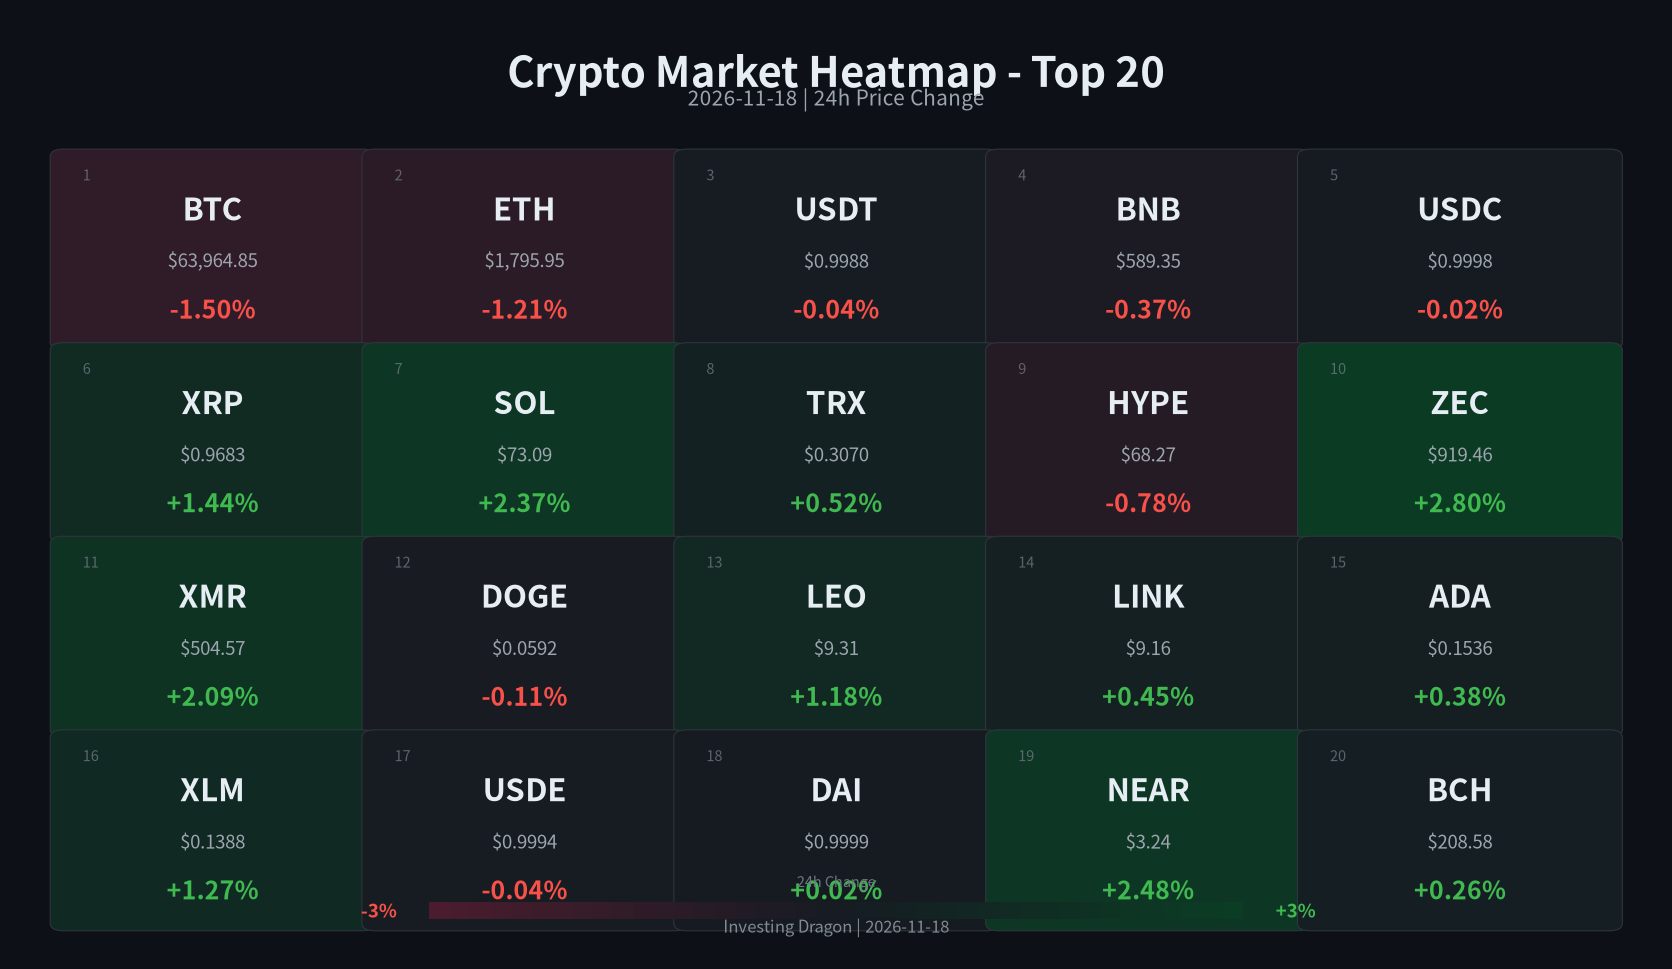 Crypto Market Heatmap - Top 20
2026-11-18 | 24h Price Change
1
BTC
$63,964.85
-1.50%
2
ETH
$1,795.95
-1.21%
3
USDT
$0.9988
-0.04%
4
BNB
$589.35
-0.37%
5
USDC
$0.9998
-0.02%
6
XRP
$0.9683
+1.44%
7
SOL
$73.09
+2.37%
8
TRX
$0.3070
+0.52%
9
HYPE
$68.27
-0.78%
10
ZEC
$919.46
+2.80%
11
XMR
$504.57
+2.09%
12
DOGE
$0.0592
-0.11%
13
LEO
$9.31
+1.18%
14
LINK
$9.16
+0.45%
15
ADA
$0.1536
+0.38%
16
XLM
$0.1388
+1.27%
17
USDE
$0.9994
-0.04%
18
DAI
$0.9999
+0.02%
19
NEAR
$3.24
+2.48%
20
BCH
$208.58
+0.26%
24h Change
-3%
+3%
Investing Dragon | 2026-11-18